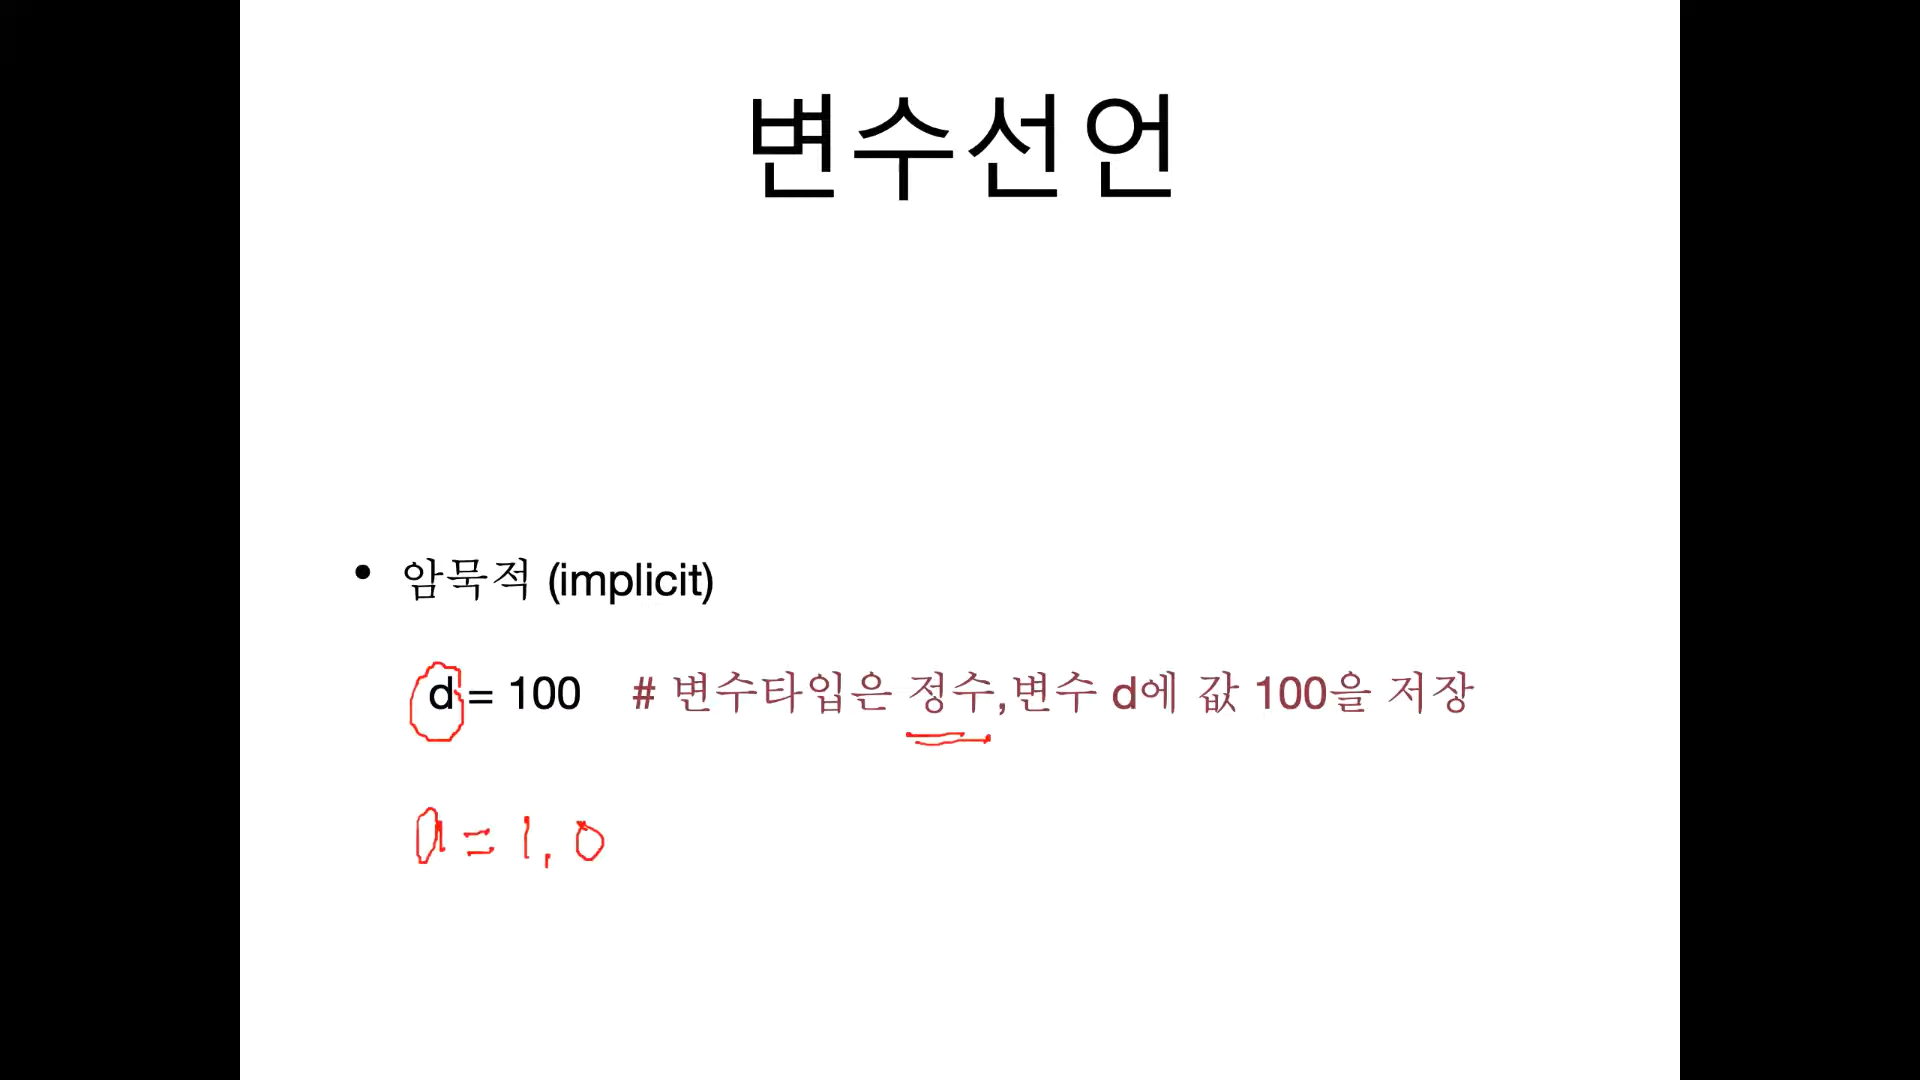 변수선언
• 암묵적 (implicit)
d = 100 # 변수타입은 정수,변수 d에 값 100을 저장
a = 1, 0